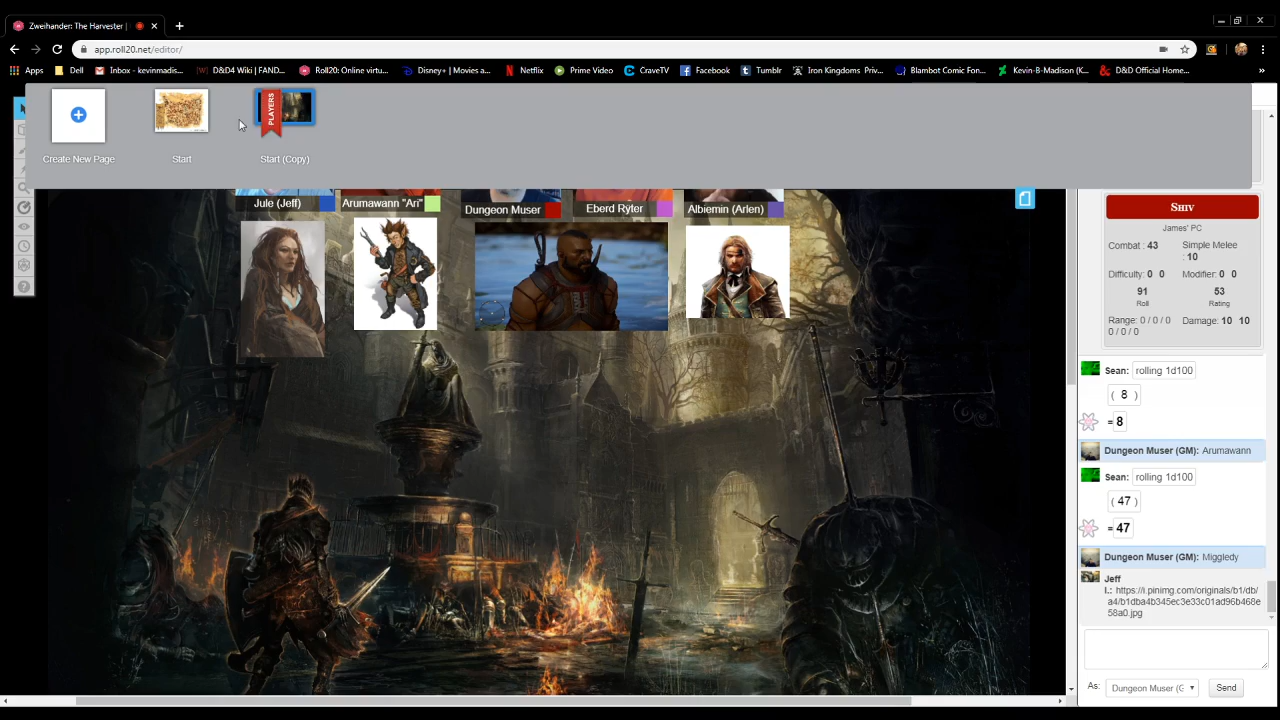 Zweihander: The Harvester |
app.roll20.net/editor/
Apps
Dell
Inbox - kevinmadis...
D&D4 Wiki | FAND...
Roll20: Online virtu...
Disney+ | Movies a...
Netflix
Prime Video
CraveTV
Facebook
Tumblr
Iron Kingdoms Priv...
Blambot Comic Fon...
Kevin-B-Madison (K...
D&D Official Home...
»
PLAYERS
Create New Page
Start
Start (Copy)
Jule (Jeff)
Arumawann "Ari"
Dungeon Muser
Eberd Rÿter
Albiemin (Arlen)
Shiv
James' PC
Combat : 43
Simple Melee
: 10
Difficulty: 0 0
Modifier: 0 0
91
53
Roll
Rating
Range: 0 / 0 / 0
0 / 0 / 0
Damage: 10 10
Sean: rolling 1d100
( 8 )
= 8
Dungeon Muser (GM): Arumawann
Sean: rolling 1d100
( 47 )
= 47
Dungeon Muser (GM): Miggledy
Jeff
I.: https://i.pinimg.com/originals/b1/db/
a4/b1dba4b345ec3e33c01ad96b468e
58a0.jpg
As:
Dungeon Muser (G
Send